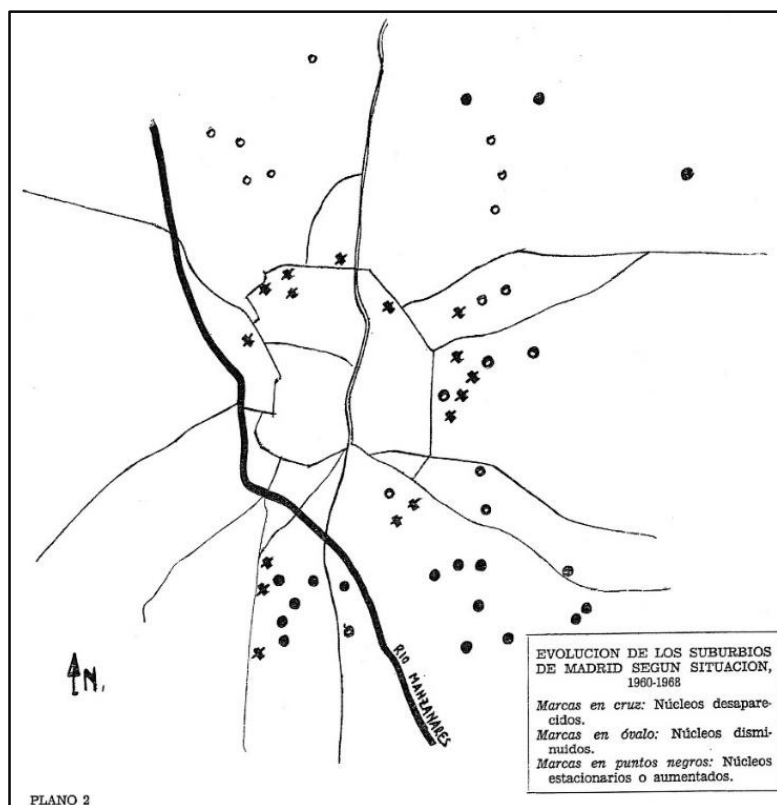 N.
RIO MANZANARES
EVOLUCION DE LOS SUBURBIOS
DE MADRID SEGUN SITUACION,
1960-1968
Marcas en cruz: Núcleos desapare-
cidos.
Marcas en óvalo: Núcleos dismi-
nuidos.
Marcas en puntos negros: Núcleos
estacionarios o aumentados.
PLANO 2